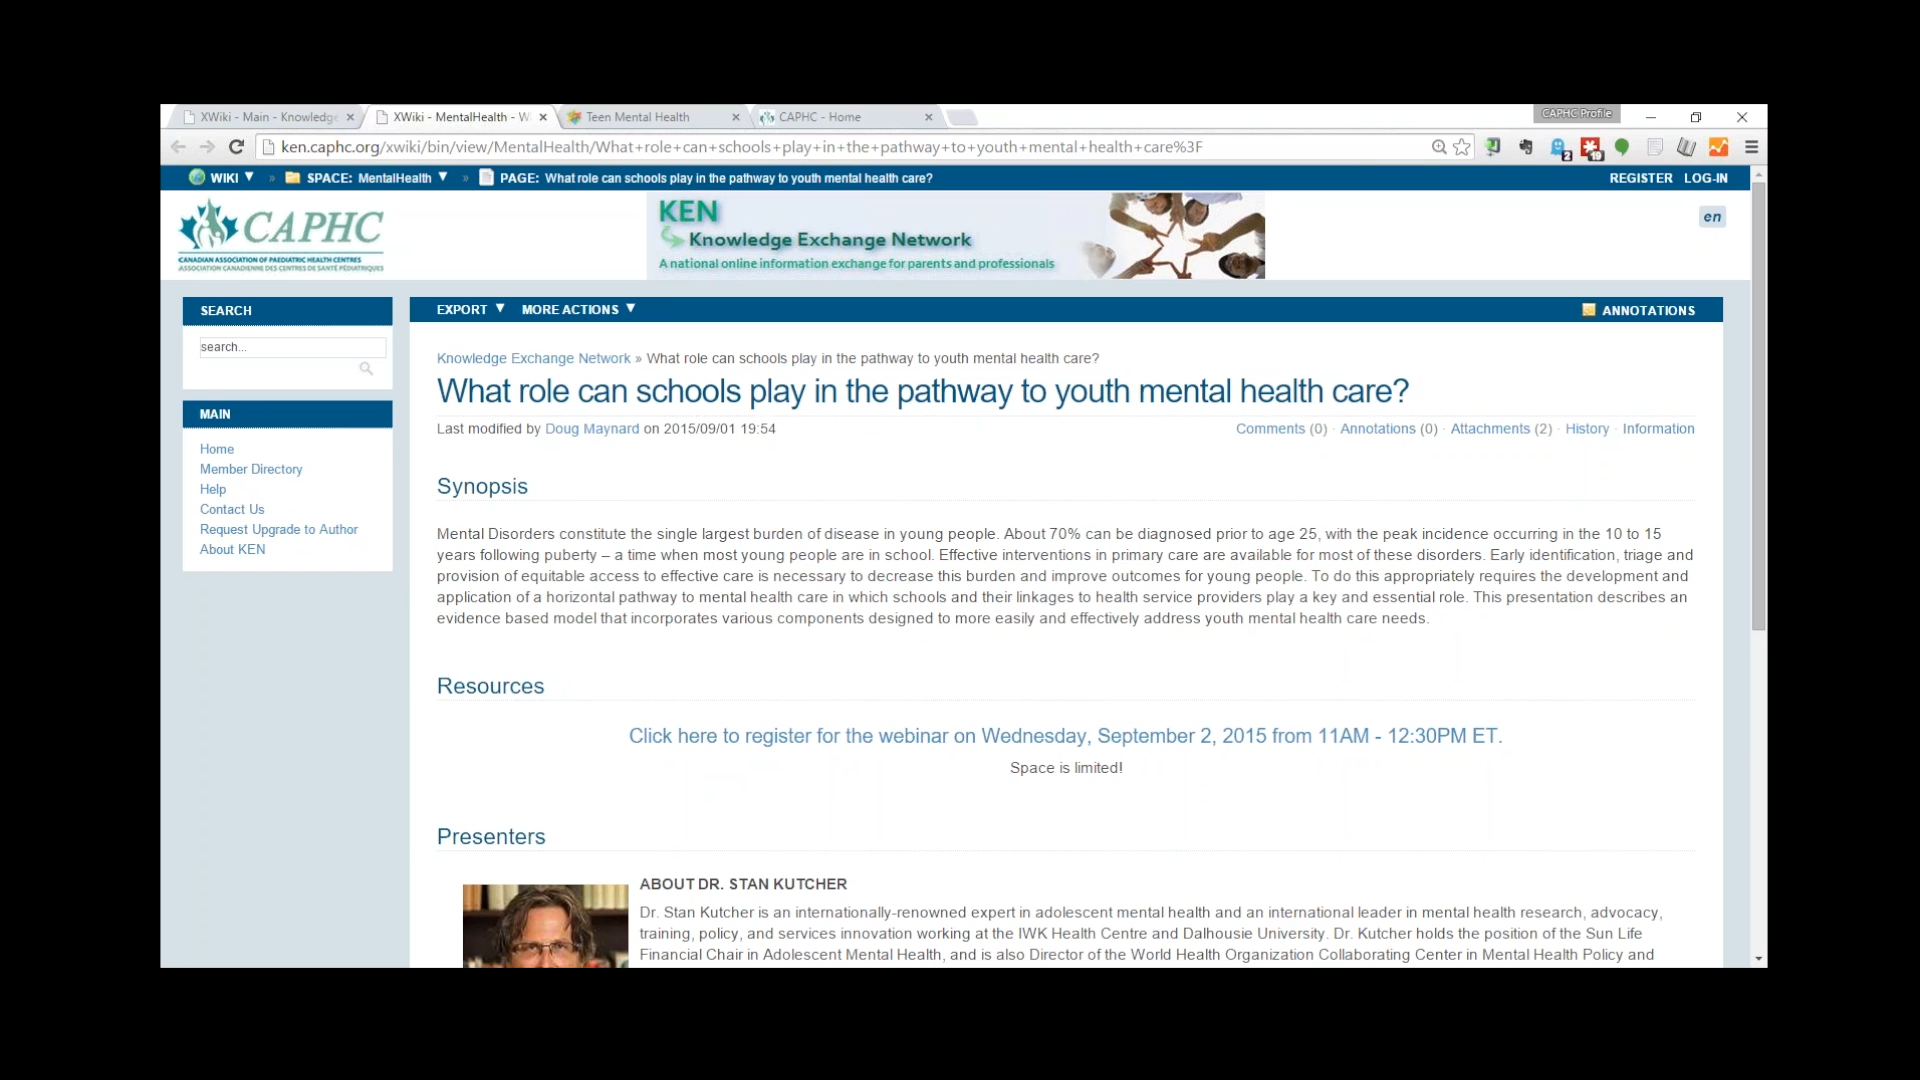 XWiki - Main - Knowledge
XWiki - MentalHealth - W
Teen Mental Health
CAPHC - Home
CAPHC Profile
ken.caphc.org/xwiki/bin/view/MentalHealth/What+role+can+schools+play+in+the+pathway+to+youth+mental+health+care%3F
2
WIKI » SPACE: MentalHealth » PAGE: What role can schools play in the pathway to youth mental health care?
REGISTER LOG-IN
CAPHC
CANADIAN ASSOCIATION OF PAEDIATRIC HEALTH CENTRES
ASSOCIATION CANADIENNE DES CENTRES DE SANTÉ PÉDIATRIQUES
KEN
Knowledge Exchange Network
A national online information exchange for parents and professionals
en
SEARCH
search...
MAIN
Home
Member Directory
Help
Contact Us
Request Upgrade to Author
About KEN
EXPORT MORE ACTIONS
ANNOTATIONS
Knowledge Exchange Network » What role can schools play in the pathway to youth mental health care?
What role can schools play in the pathway to youth mental health care?
Last modified by Doug Maynard on 2015/09/01 19:54
Comments (0) · Annotations (0) · Attachments (2) · History · Information
Synopsis
Mental Disorders constitute the single largest burden of disease in young people. About 70% can be diagnosed prior to age 25, with the peak incidence occurring in the 10 to 15
years following puberty – a time when most young people are in school. Effective interventions in primary care are available for most of these disorders. Early identification, triage and
provision of equitable access to effective care is necessary to decrease this burden and improve outcomes for young people. To do this appropriately requires the development and
application of a horizontal pathway to mental health care in which schools and their linkages to health service providers play a key and essential role. This presentation describes an
evidence based model that incorporates various components designed to more easily and effectively address youth mental health care needs.
Resources
Click here to register for the webinar on Wednesday, September 2, 2015 from 11AM - 12:30PM ET.
Space is limited!
Presenters
ABOUT DR. STAN KUTCHER
Dr. Stan Kutcher is an internationally-renowned expert in adolescent mental health and an international leader in mental health research, advocacy,
training, policy, and services innovation working at the IWK Health Centre and Dalhousie University. Dr. Kutcher holds the position of the Sun Life
Financial Chair in Adolescent Mental Health, and is also Director of the World Health Organization Collaborating Center in Mental Health Policy and